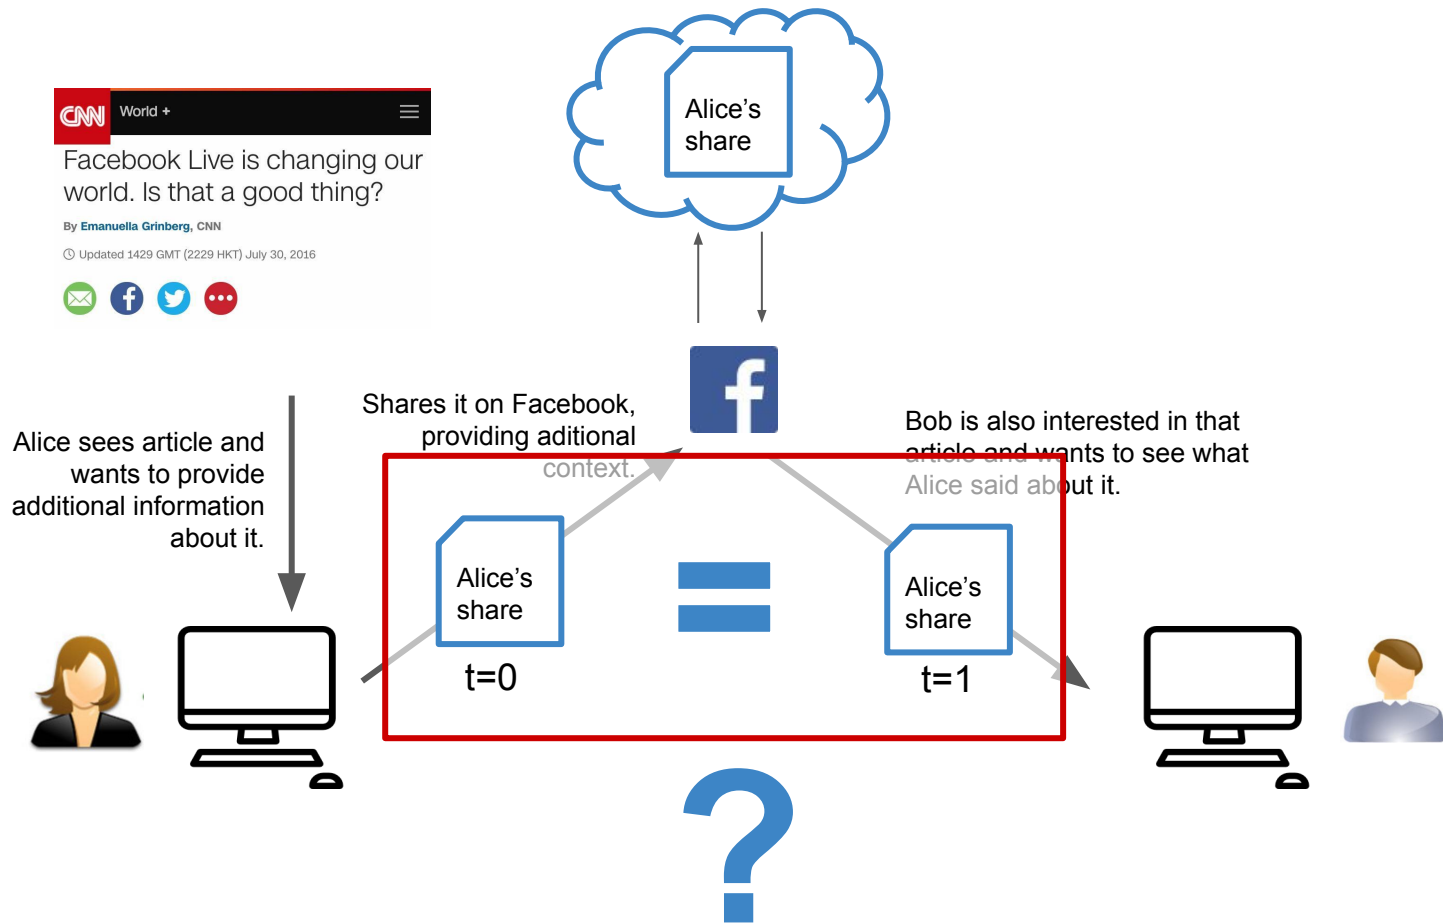 Alice’s
share
CNN
World +
Facebook Live is changing our
world. Is that a good thing?
By Emanuella Grinberg, CNN
Updated 1429 GMT (2229 HKT) July 30, 2016
f
f
Shares it on Facebook,
providing aditional
context.
Bob is also interested in that
article and wants to see what
Alice said about it.
Alice sees article and
wants to provide
additional information
about it.
Alice’s
share
t=0
=
Alice’s
share
t=1
?